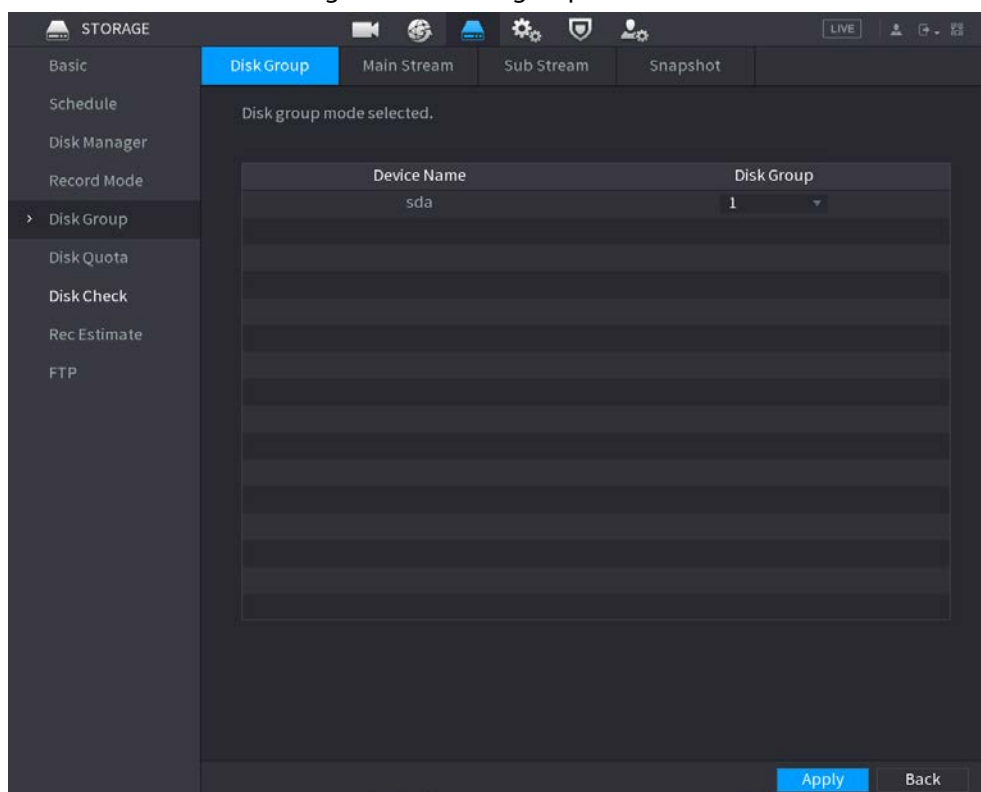 STORAGE
LIVE
Basic
Disk Group Main Stream Sub Stream Snapshot
Schedule
Disk group mode selected.
Disk Manager
Record Mode
Device Name Disk Group
sda 1
Disk Group
Disk Quota
Disk Check
Rec Estimate
FTP
Apply Back